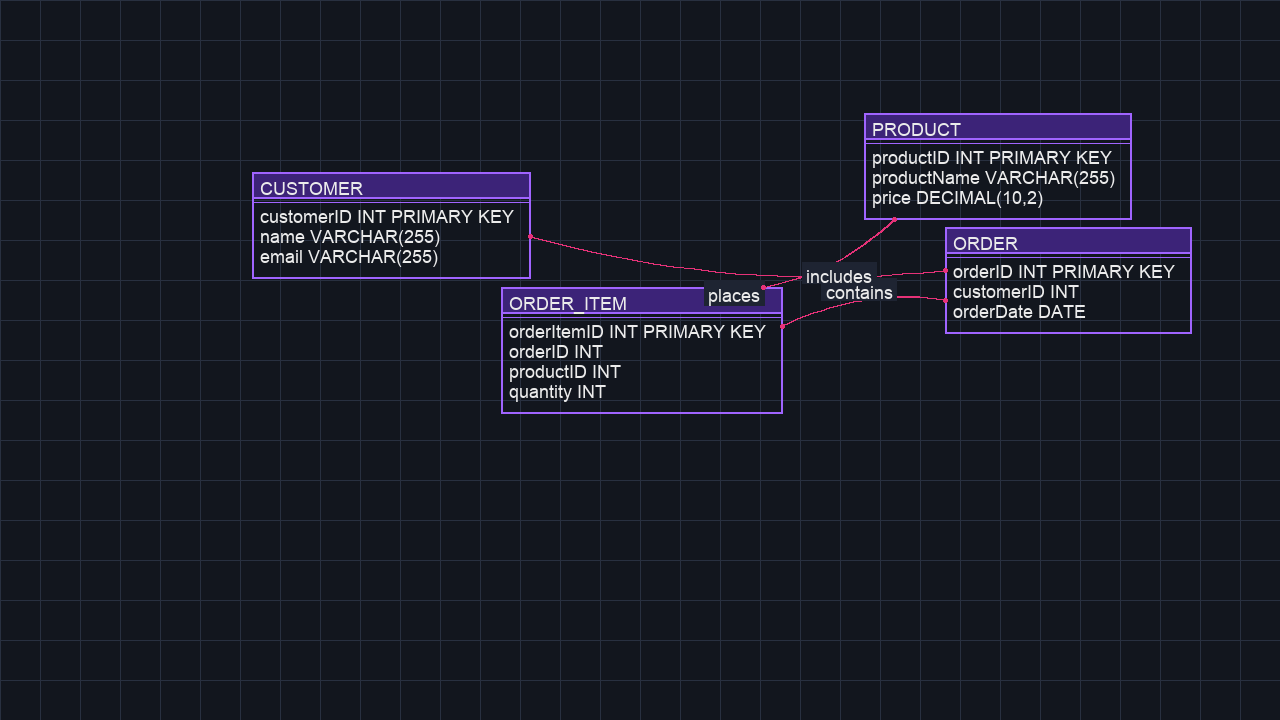 PRODUCT
productID INT PRIMARY KEY
productName VARCHAR(255)
price DECIMAL(10,2)
CUSTOMER
customerID INT PRIMARY KEY
name VARCHAR(255)
email VARCHAR(255)
ORDER
orderID INT PRIMARY KEY
customerID INT
orderDate DATE
includes
contains
places
ORDER_ITEM
orderItemID INT PRIMARY KEY
orderID INT
productID INT
quantity INT